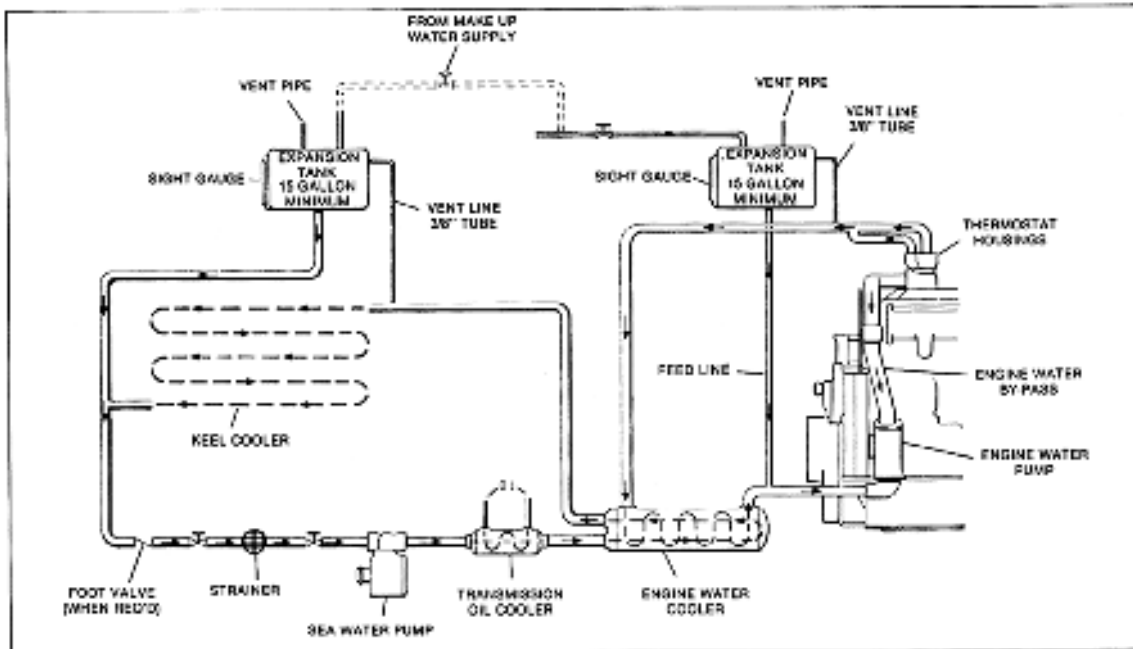 FROM MAKE UP
WATER SUPPLY
VENT PIPE
VENT PIPE
VENT LINE
3/8" TUBE
EXPANSION
TANK
15 GALLON
MINIMUM
SIGHT GAUGE
EXPANSION
TANK
15 GALLON
MINIMUM
SIGHT GAUGE
VENT LINE
3/8" TUBE
THERMOSTAT
HOUSINGS
FEED LINE
ENGINE WATER
BY PASS
KEEL COOLER
ENGINE WATER
PUMP
FOOT VALVE
(WHEN REQ'D)
STRAINER
SEA WATER PUMP
TRANSMISSION
OIL COOLER
ENGINE WATER
COOLER